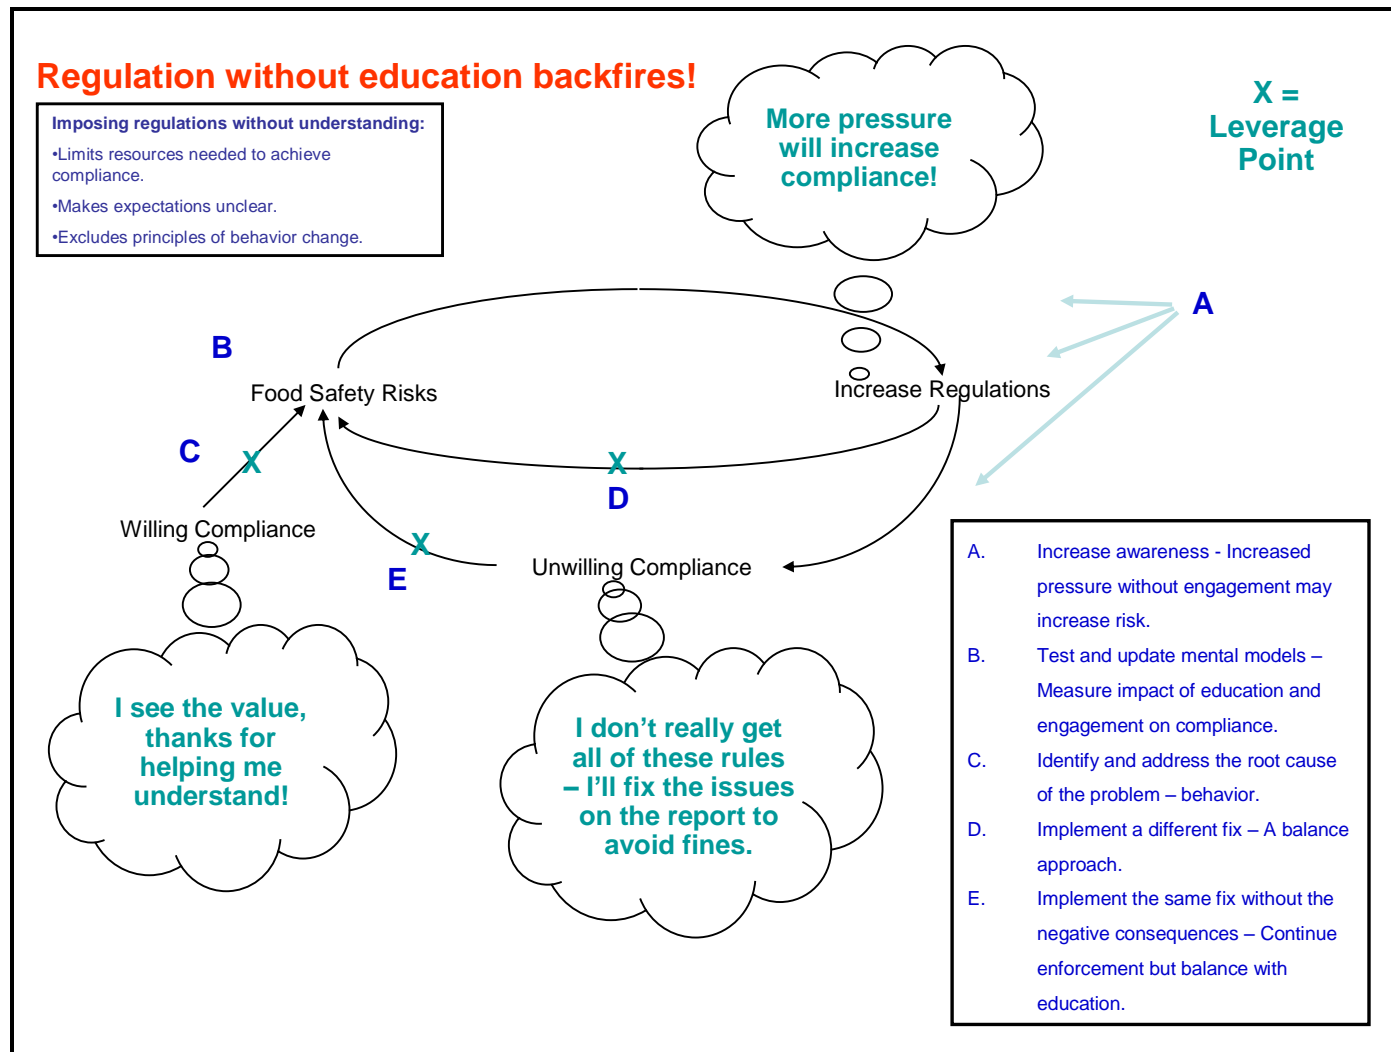 Regulation without education backfires!
Imposing regulations without understanding:
•Limits resources needed to achieve
compliance.
•Makes expectations unclear.
•Excludes principles of behavior change.
More pressure
will increase
compliance!
X =
Leverage
Point
A
B
Food Safety Risks
Increase Regulations
C
X
X
D
Willing Compliance
X
E
Unwilling Compliance
I see the value,
thanks for
helping me
understand!
I don’t really get
all of these rules
– I’ll fix the issues
on the report to
avoid fines.
A. Increase awareness - Increased
pressure without engagement may
increase risk.
B. Test and update mental models –
Measure impact of education and
engagement on compliance.
C. Identify and address the root cause
of the problem – behavior.
D. Implement a different fix – A balance
approach.
E. Implement the same fix without the
negative consequences – Continue
enforcement but balance with
education.